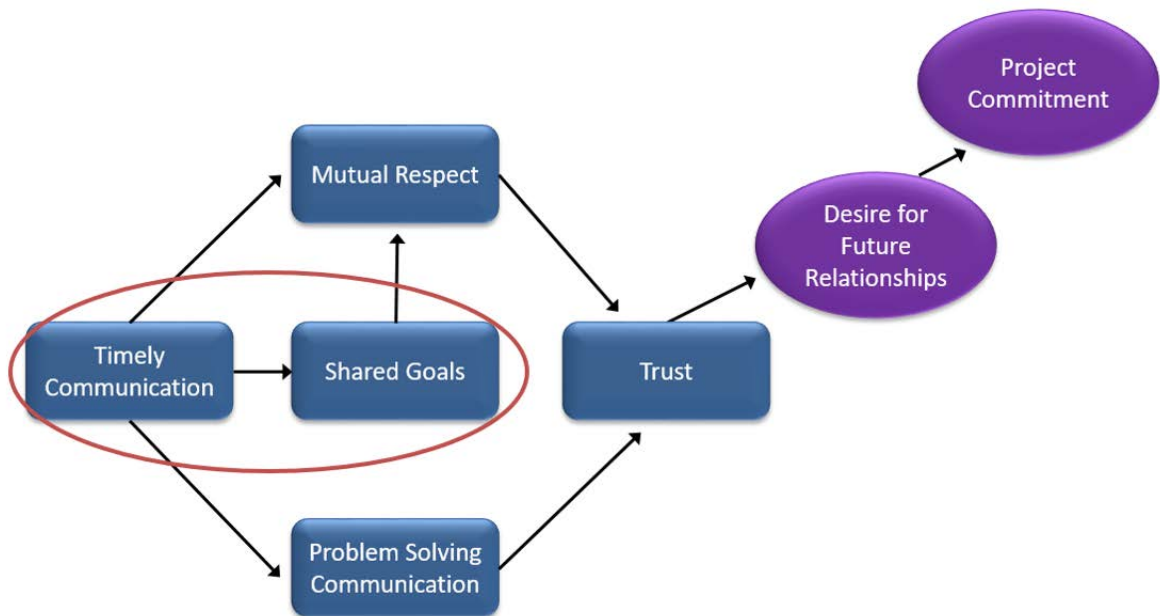 Project
Commitment
Mutual Respect
Desire for
Future
Relationships
Timely
Communication
Shared Goals
Trust
Problem Solving
Communication